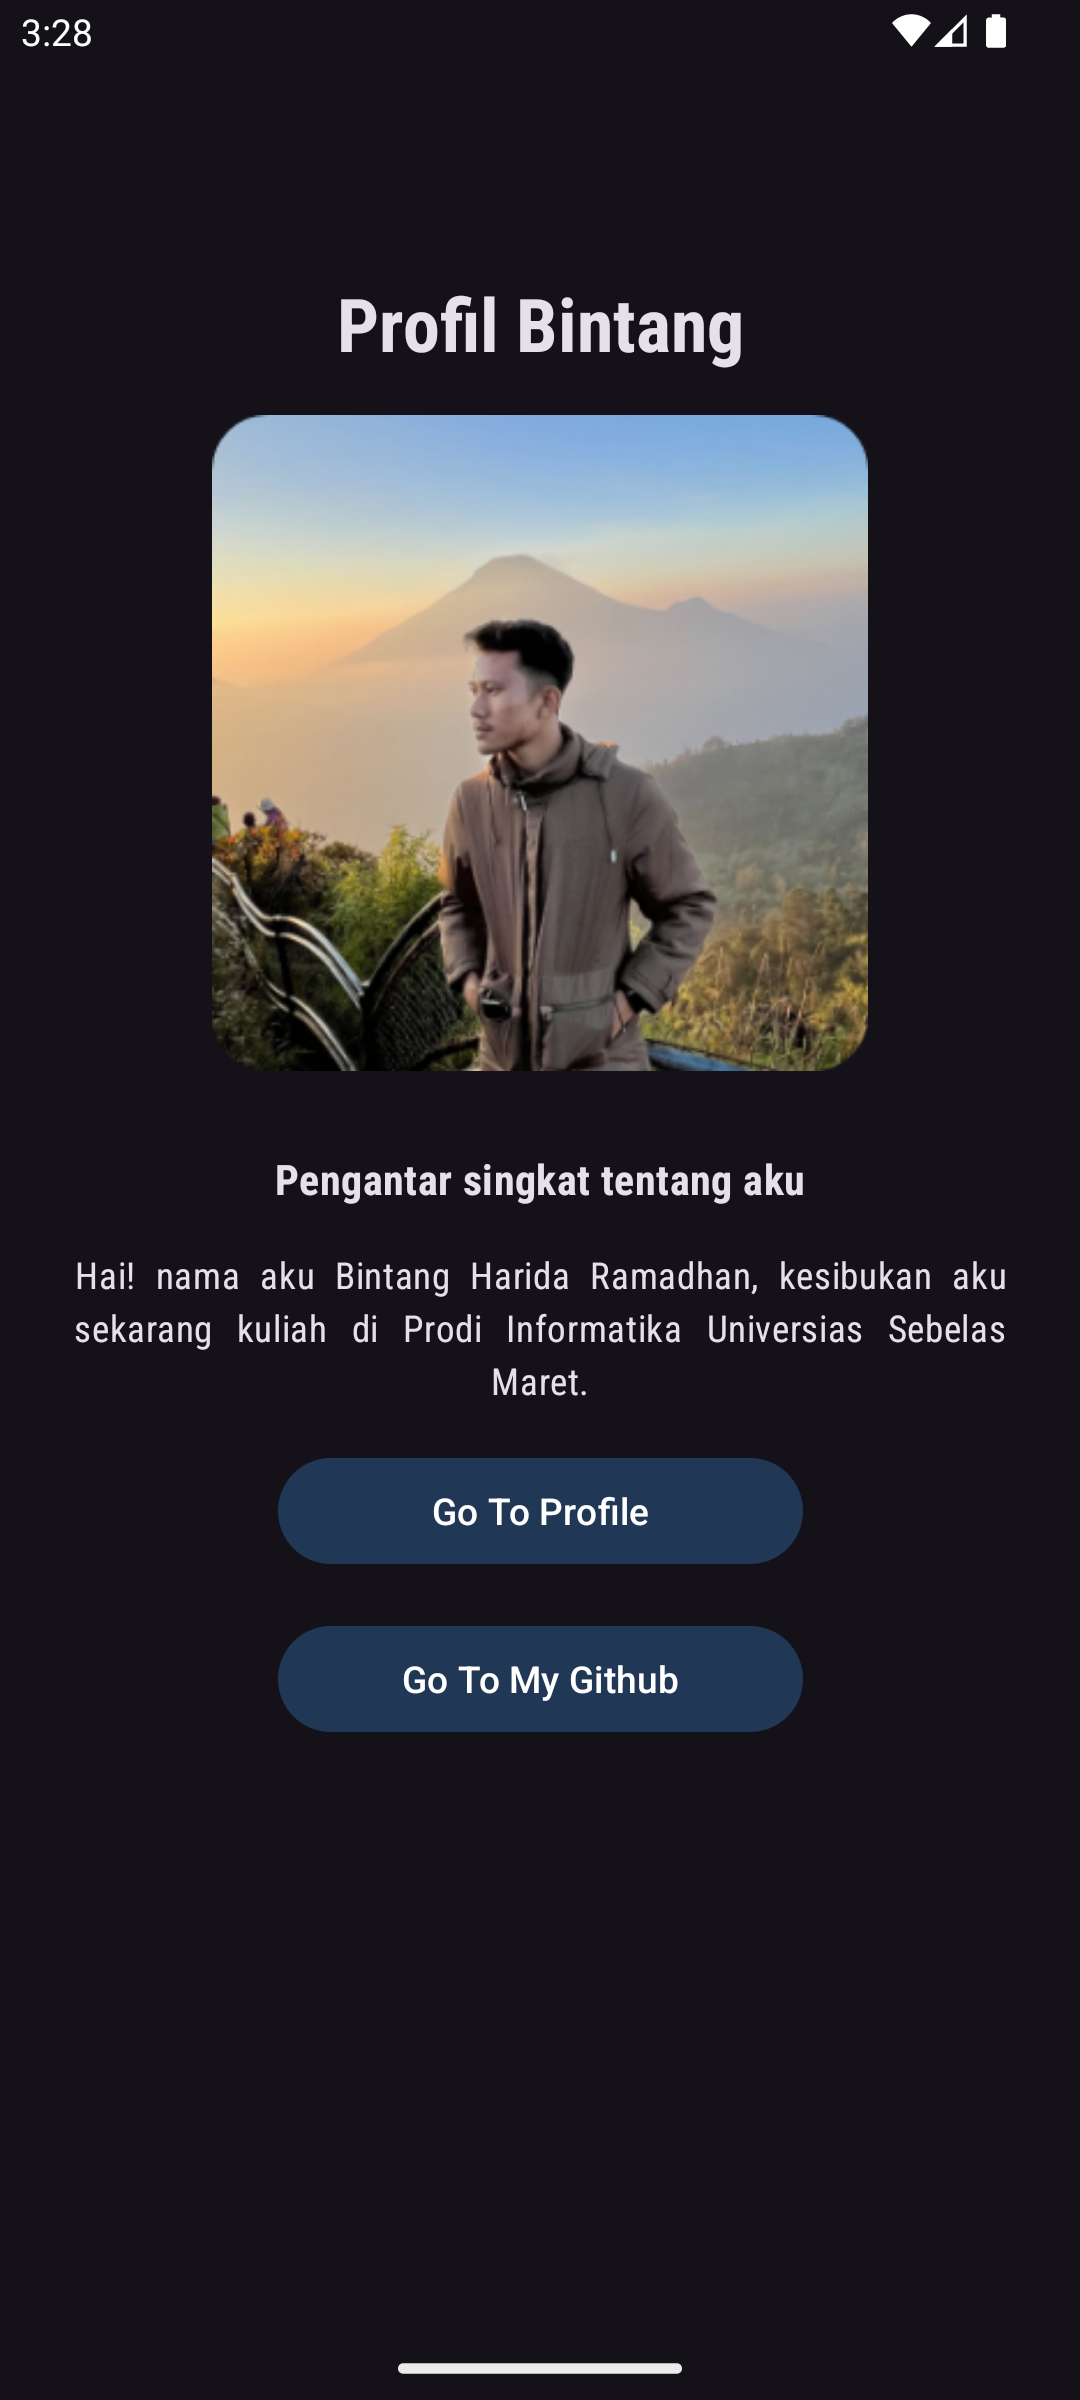 3:28
Profil Bintang
Pengantar singkat tentang aku
Hai! nama aku Bintang Harida Ramadhan, kesibukan aku
sekarang kuliah di Prodi Informatika Universias Sebelas
Maret.
Go To Profile
Go To My Github